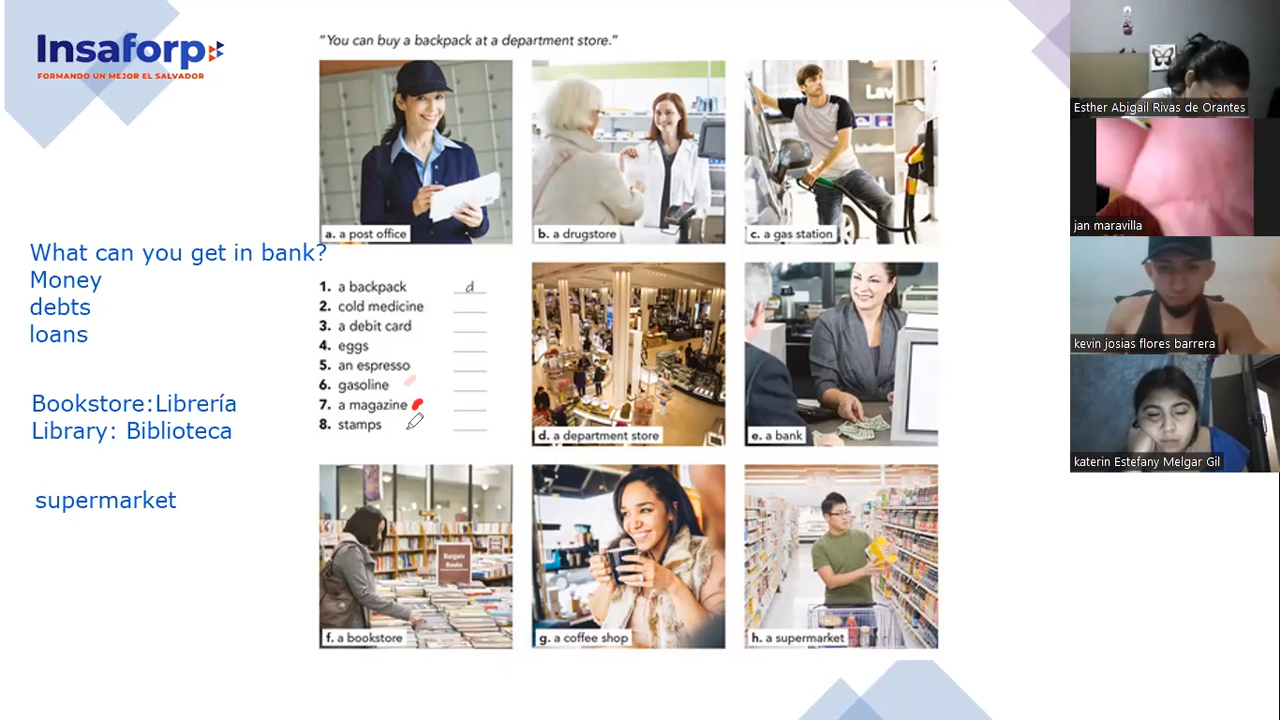 Insaforp
FORMANDO UN MEJOR EL SALVADOR
"You can buy a backpack at a department store."
a. a post office
b. a drugstore
c. a gas station
What can you get in bank?
Money
debts
loans
1. a backpack d
2. cold medicine
3. a debit card
4. eggs
5. an espresso
6. gasoline
7. a magazine
8. stamps
d. a department store
e. a bank
Bookstore:Librería
Library: Biblioteca
supermarket
Bargain
Books
f. a bookstore
g. a coffee shop
h. a supermarket
Esther Abigail Rivas de Orantes
jan maravilla
kevin josias flores barrera
katerin Estefany Melgar Gil